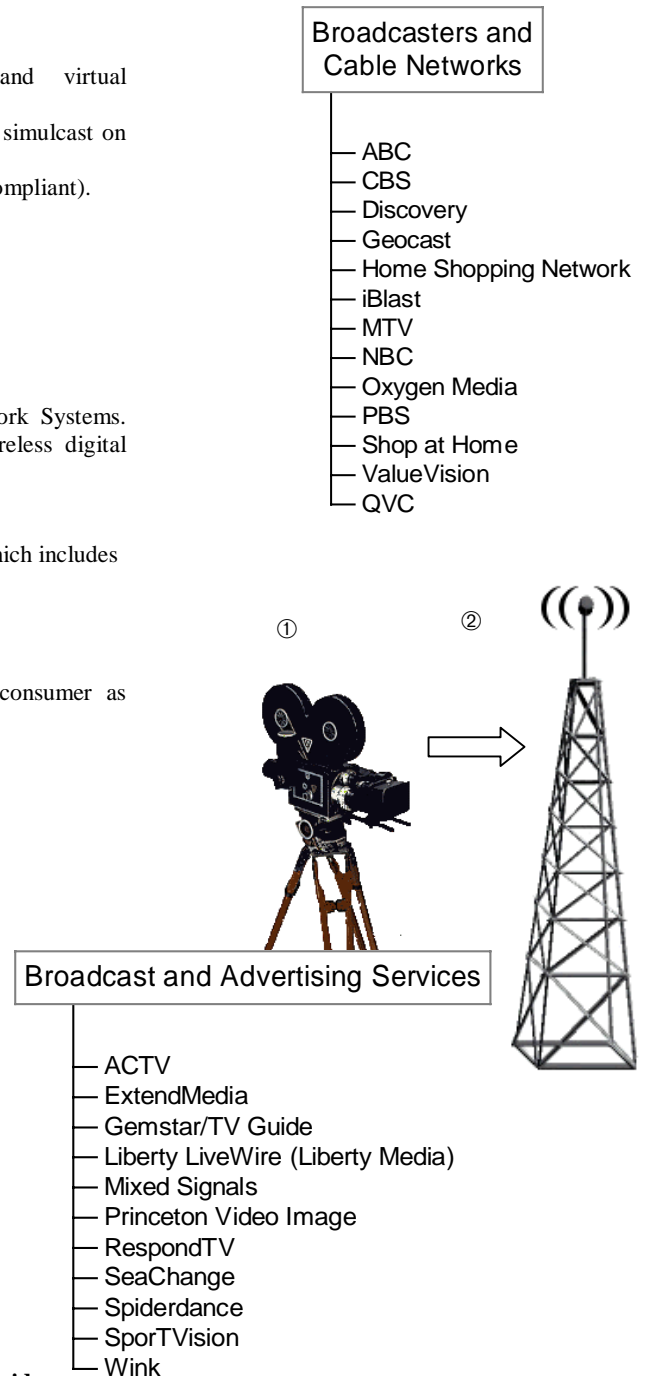 and virtual
simulcast on
ompliant).
ork Systems.
reless digital
hich includes
consumer as
Broadcasters and
Cable Networks
ABC
CBS
Discovery
Geocast
Home Shopping Network
iBlast
MTV
NBC
Oxygen Media
PBS
Shop at Home
ValueVision
QVC
① ②
Broadcast and Advertising Services
ACTV
ExtendMedia
Gemstar/TV Guide
Liberty LiveWire (Liberty Media)
Mixed Signals
Princeton Video Image
RespondTV
SeaChange
Spiderdance
SporTVision
Wink